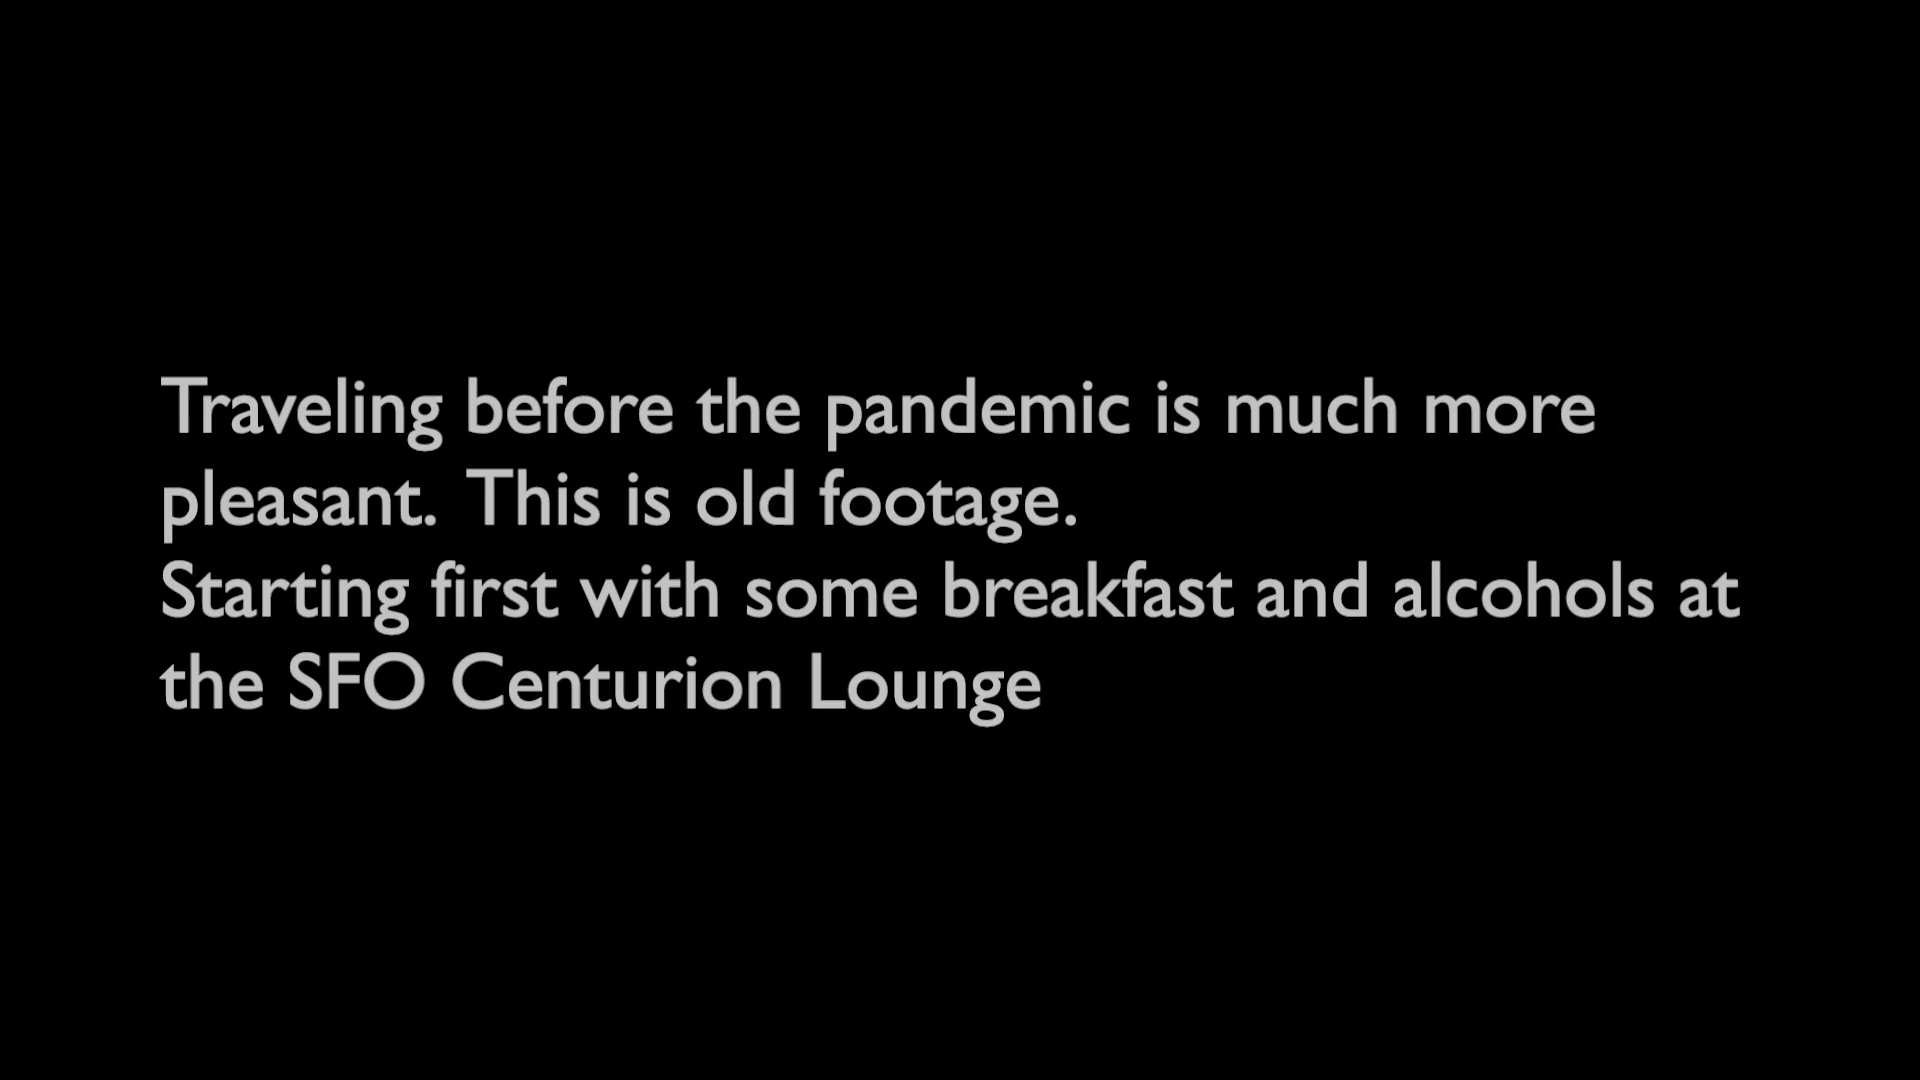 Traveling before the pandemic is much more
pleasant. This is old footage.
Starting first with some breakfast and alcohols at
the SFO Centurion Lounge